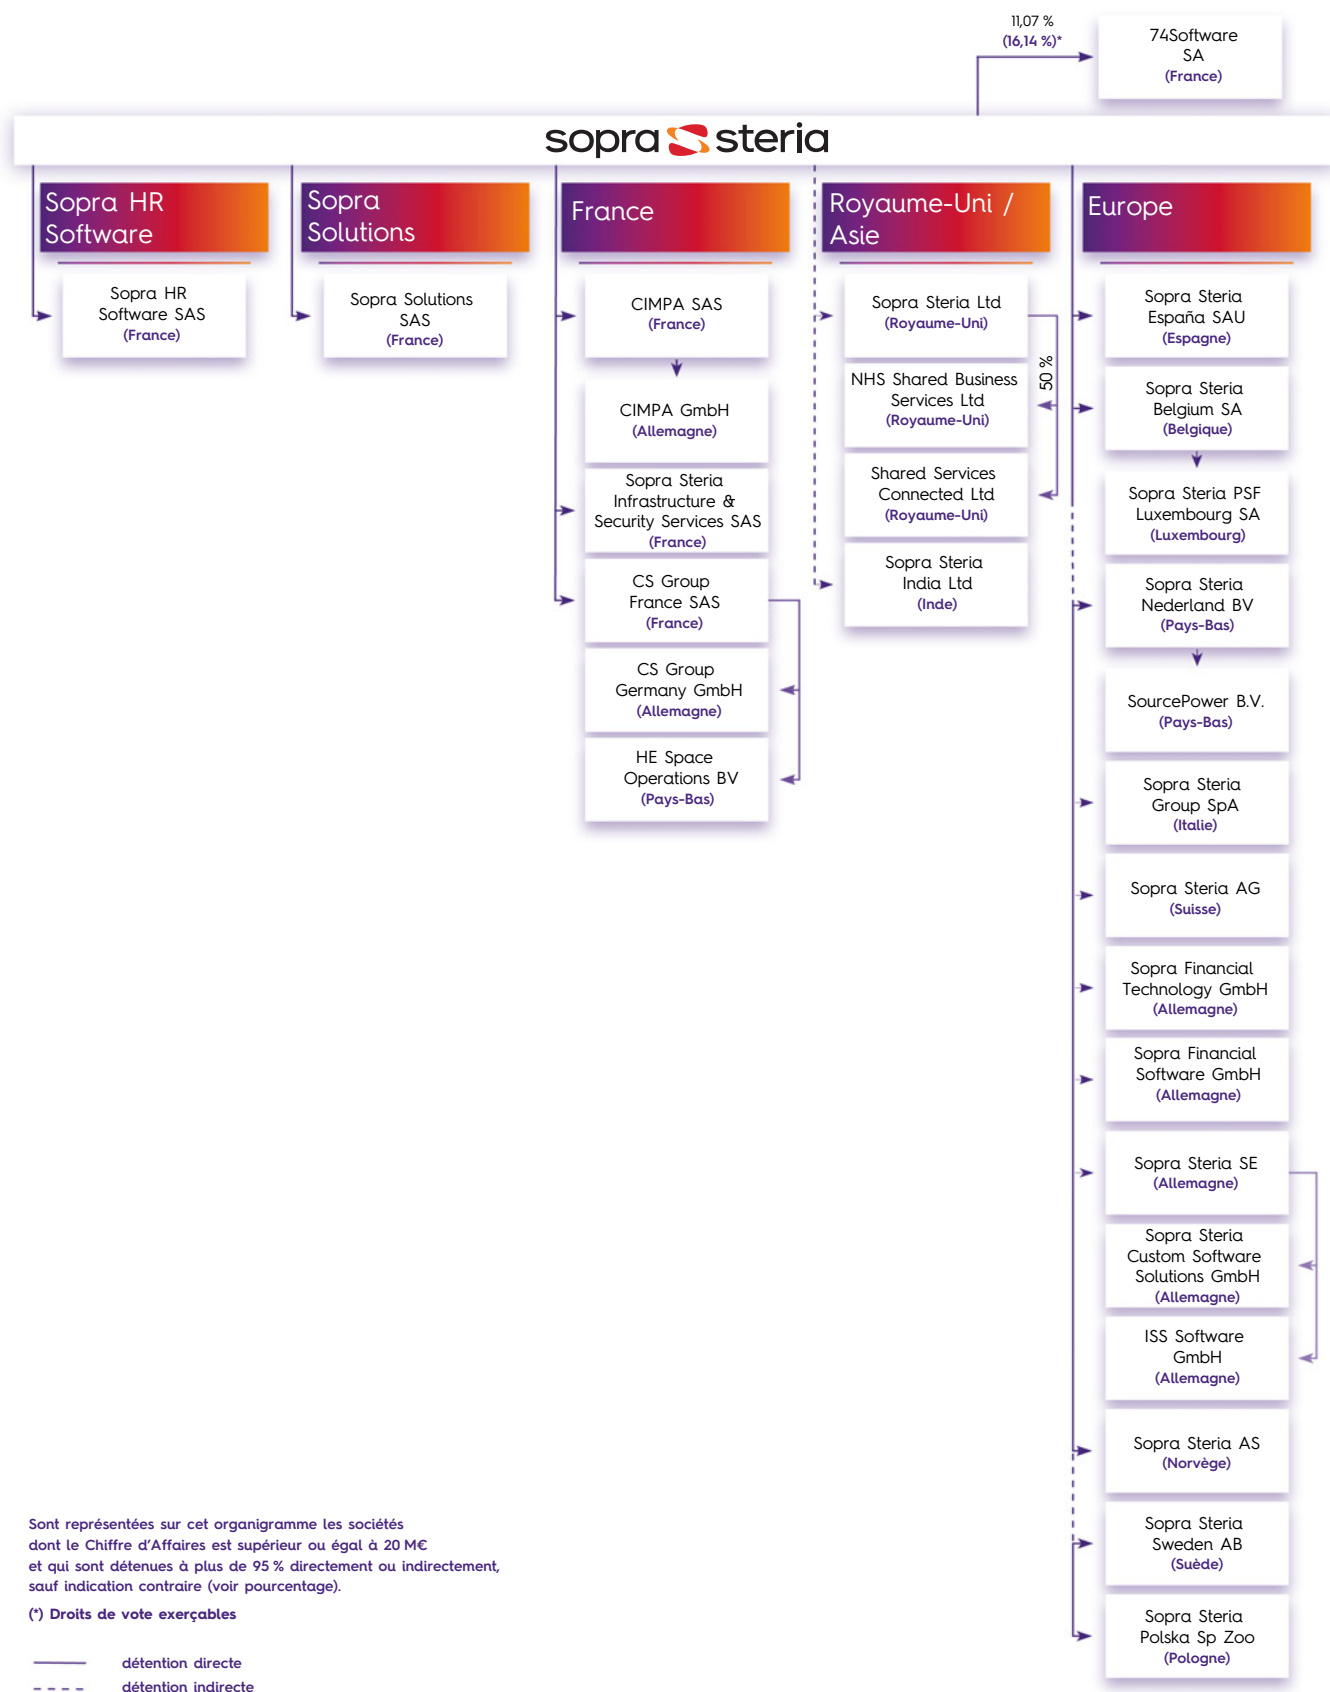 11,07 %
(16,14 %)*
74Software
SA
(France)
sopra steria
Sopra HR
Software
Sopra HR
Software SAS
(France)
Sopra
Solutions
Sopra Solutions
SAS
(France)
France
CIMPA SAS
(France)
CIMPA GmbH
(Allemagne)
Sopra Steria
Infrastructure &
Security Services SAS
(France)
CS Group
France SAS
(France)
CS Group
Germany GmbH
(Allemagne)
HE Space
Operations BV
(Pays-Bas)
Royaume-Uni /
Asie
Sopra Steria Ltd
(Royaume-Uni)
50 %
NHS Shared Business
Services Ltd
(Royaume-Uni)
Shared Services
Connected Ltd
(Royaume-Uni)
Sopra Steria
India Ltd
(Inde)
Europe
Sopra Steria
España SAU
(Espagne)
Sopra Steria
Belgium SA
(Belgique)
Sopra Steria PSF
Luxembourg SA
(Luxembourg)
Sopra Steria
Nederland BV
(Pays-Bas)
SourcePower B.V.
(Pays-Bas)
Sopra Steria
Group SpA
(Italie)
Sopra Steria AG
(Suisse)
Sopra Financial
Technology GmbH
(Allemagne)
Sopra Financial
Software GmbH
(Allemagne)
Sopra Steria SE
(Allemagne)
Sopra Steria
Custom Software
Solutions GmbH
(Allemagne)
ISS Software
GmbH
(Allemagne)
Sopra Steria AS
(Norvège)
Sopra Steria
Sweden AB
(Suède)
Sopra Steria
Polska Sp Zoo
(Pologne)
Sont représentées sur cet organigramme les sociétés
dont le Chiffre d'Affaires est supérieur ou égal à 20 M€
et qui sont détenues à plus de 95 % directement ou indirectement,
sauf indication contraire (voir pourcentage).
(*) Droits de vote exerçables
détention directe
détention indirecte